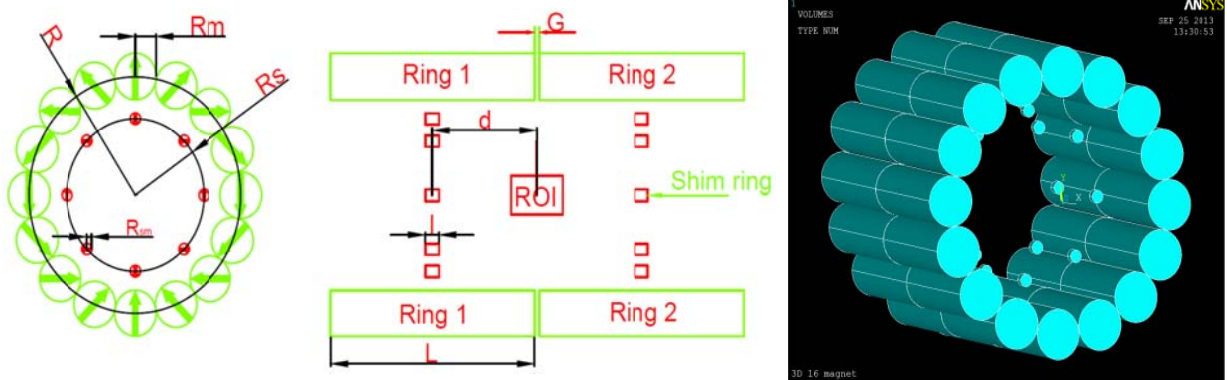 R
Rm
Rs
Rsm
G
Ring 1
Ring 2
d
ROI
Shim ring
l
Ring 1
Ring 2
L
1
VOLUMES
TYPE NUM
ANSYS
SEP 25 2013
13:30:53
Y
X
3D 16 magnet